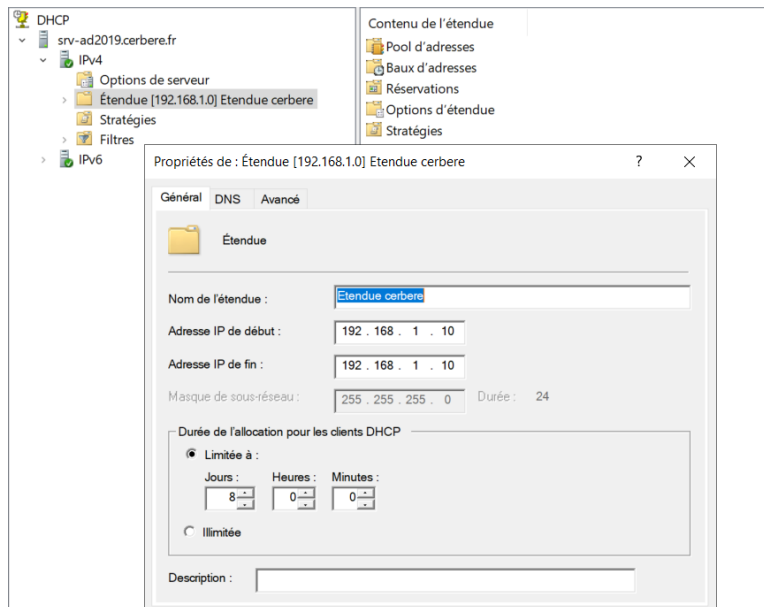 DHCP
srv-ad2019.cerbere.fr
IPv4
Options de serveur
Étendue [192.168.1.0] Etendue cerbere
Stratégies
Filtres
IPv6
Contenu de l'étendue
Pool d'adresses
Baux d'adresses
Réservations
Options d'étendue
Stratégies
Propriétés de : Étendue [192.168.1.0] Etendue cerbere ? ×
Général DNS Avancé
Étendue
Nom de l'étendue : Etendue cerbere
Adresse IP de début : 192 . 168 . 1 . 10
Adresse IP de fin : 192 . 168 . 1 . 10
Masque de sous-réseau : 255 . 255 . 255 . 0 Durée : 24
Durée de l'allocation pour les clients DHCP
Limitée à :
Jours : Heures : Minutes :
8 0 0
Illimitée
Description :